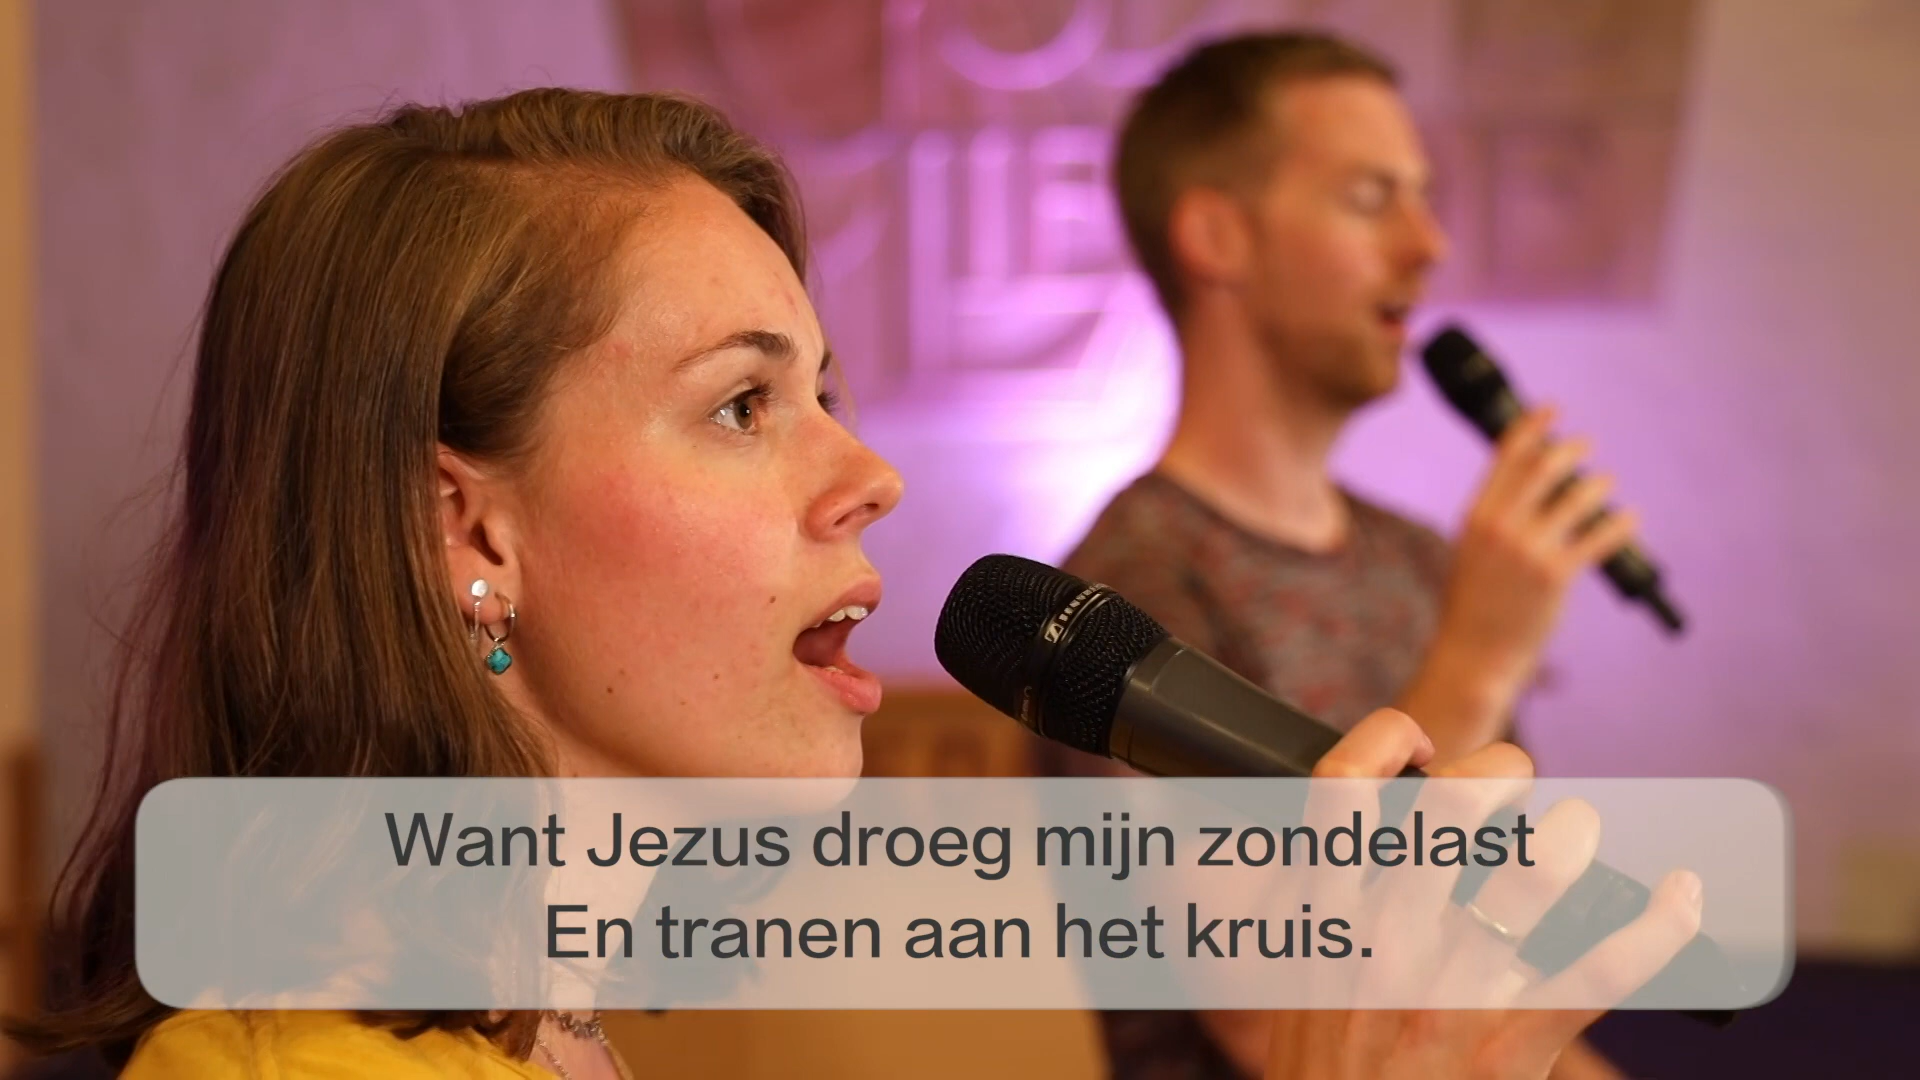 Want Jezus droeg mijn zondelast
En tranen aan het kruis.